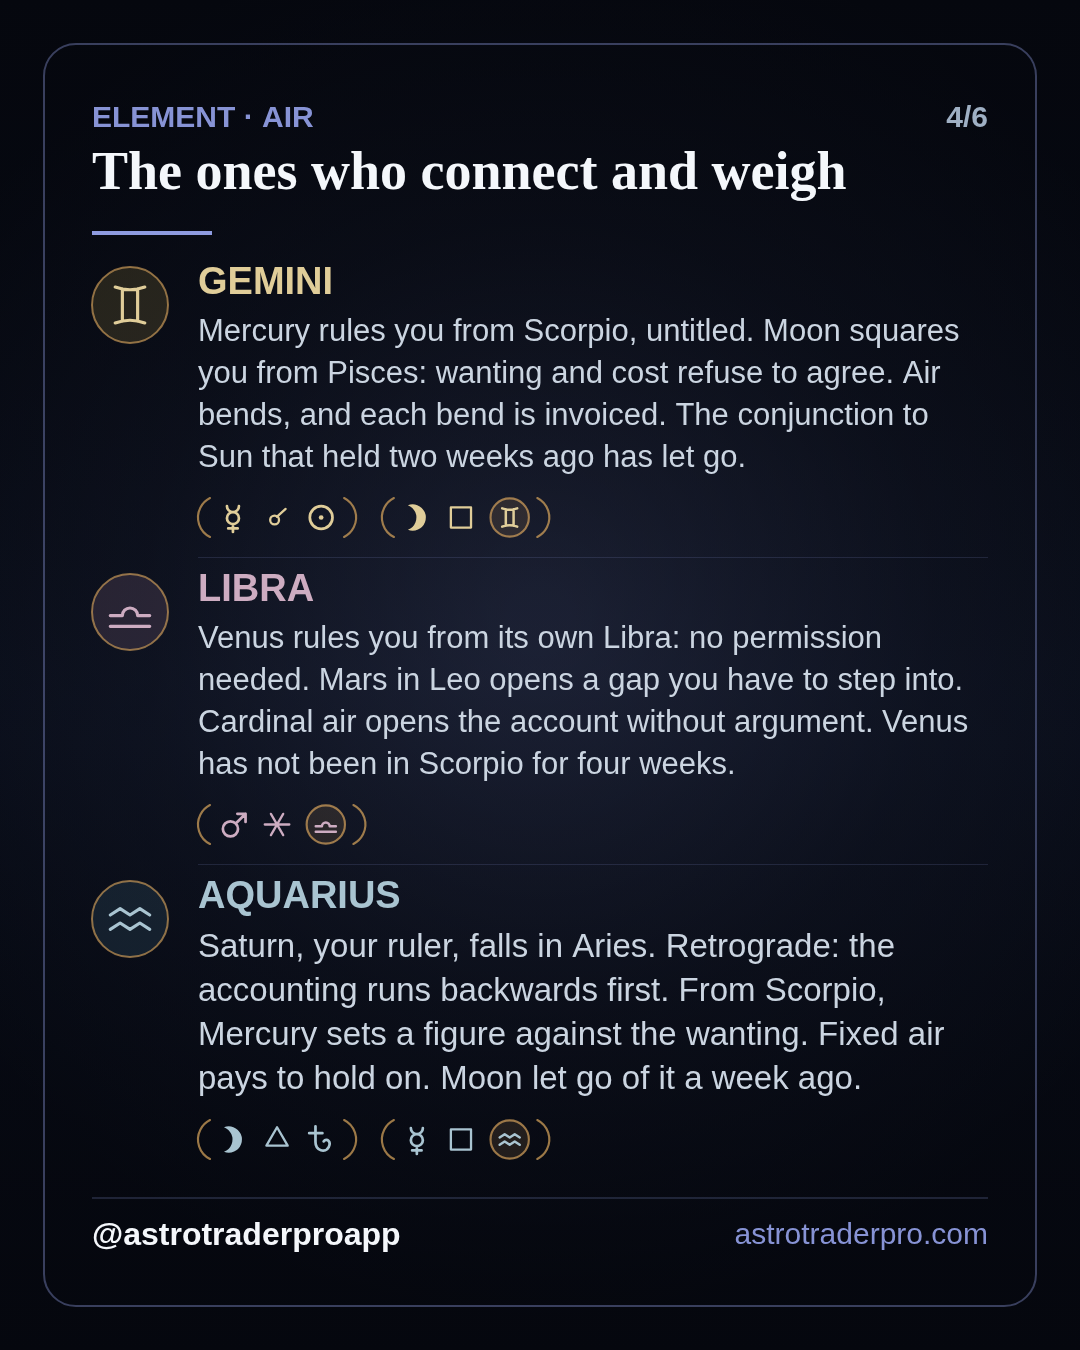 ELEMENT · AIR
4/6
The ones who connect and weigh
GEMINI
Mercury rules you from Scorpio, untitled. Moon squares
you from Pisces: wanting and cost refuse to agree. Air
bends, and each bend is invoiced. The conjunction to
Sun that held two weeks ago has let go.
(☿ ☌ ☉) (☽ □ ♊)
LIBRA
Venus rules you from its own Libra: no permission
needed. Mars in Leo opens a gap you have to step into.
Cardinal air opens the account without argument. Venus
has not been in Scorpio for four weeks.
(♂ ⚹ ♎)
AQUARIUS
Saturn, your ruler, falls in Aries. Retrograde: the
accounting runs backwards first. From Scorpio,
Mercury sets a figure against the wanting. Fixed air
pays to hold on. Moon let go of it a week ago.
(☽ △ ♄) (☿ □ ♒)
@astrotraderproapp
astrotraderpro.com